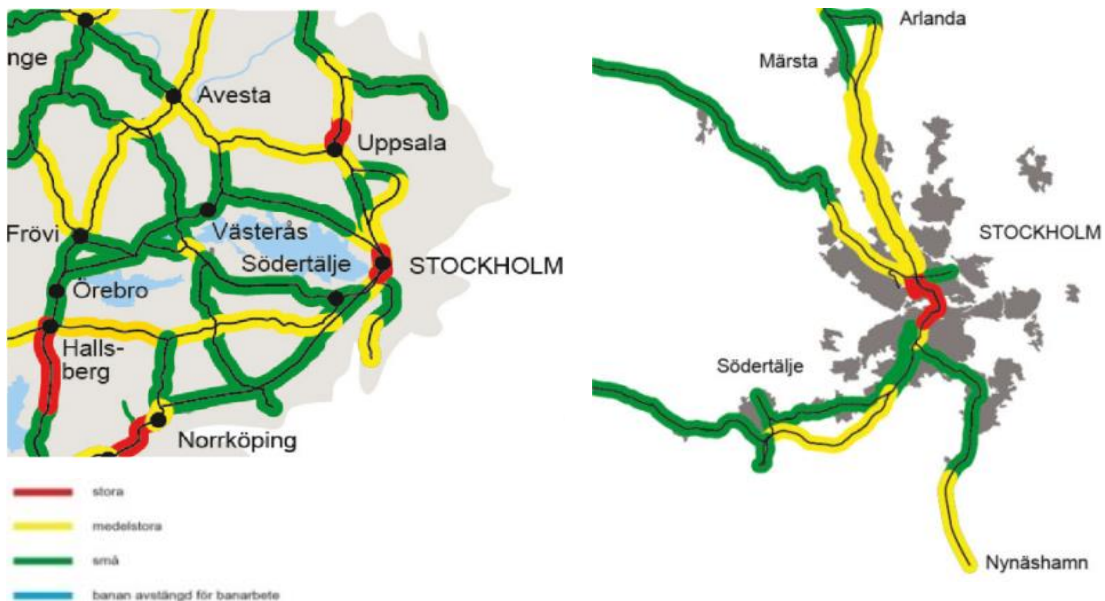 nge
Avesta
Uppsala
Frövi
Västerås
Södertälje
STOCKHOLM
Örebro
Halls-
berg
Norrköping
stora
medelstora
små
banan avstängd för banarbete
Arlanda
Märsta
STOCKHOLM
Södertälje
Nynäshamn